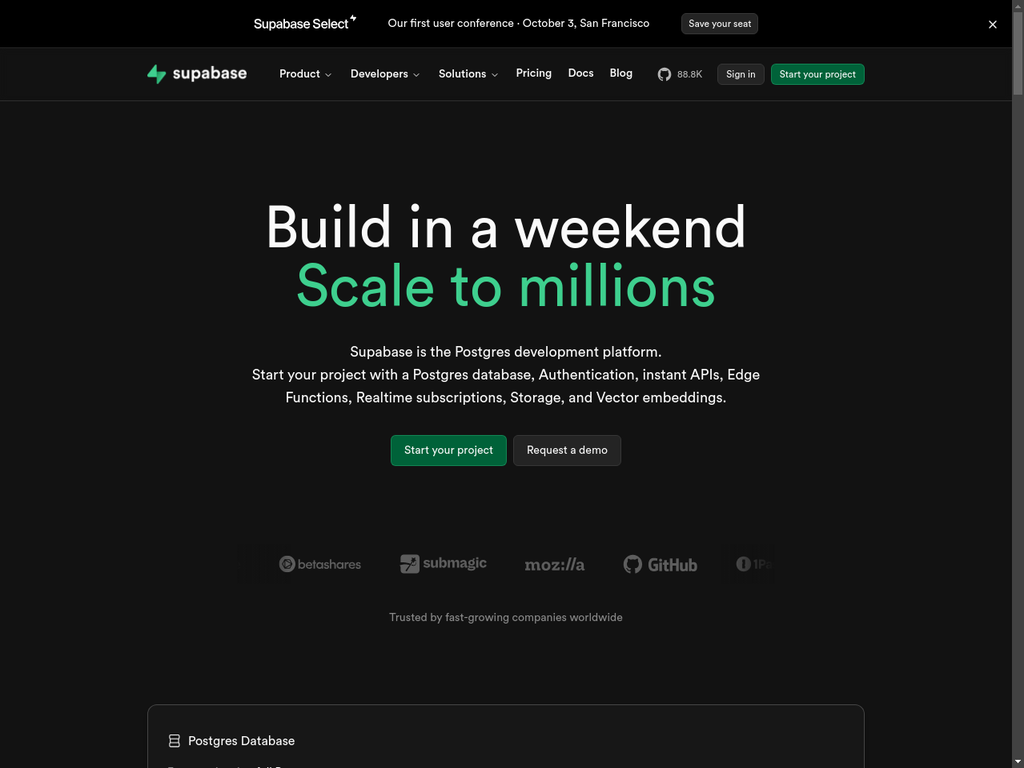 Supabase Select
Our first user conference · October 3, San Francisco
Save your seat
supabase
Product
Developers
Solutions
Pricing
Docs
Blog
88.8K
Sign in
Start your project
Build in a weekend
Scale to millions
Supabase is the Postgres development platform.
Start your project with a Postgres database, Authentication, instant APIs, Edge
Functions, Realtime subscriptions, Storage, and Vector embeddings.
Start your project
Request a demo
betashares
submagic
moz://a
GitHub
Trusted by fast-growing companies worldwide
Postgres Database